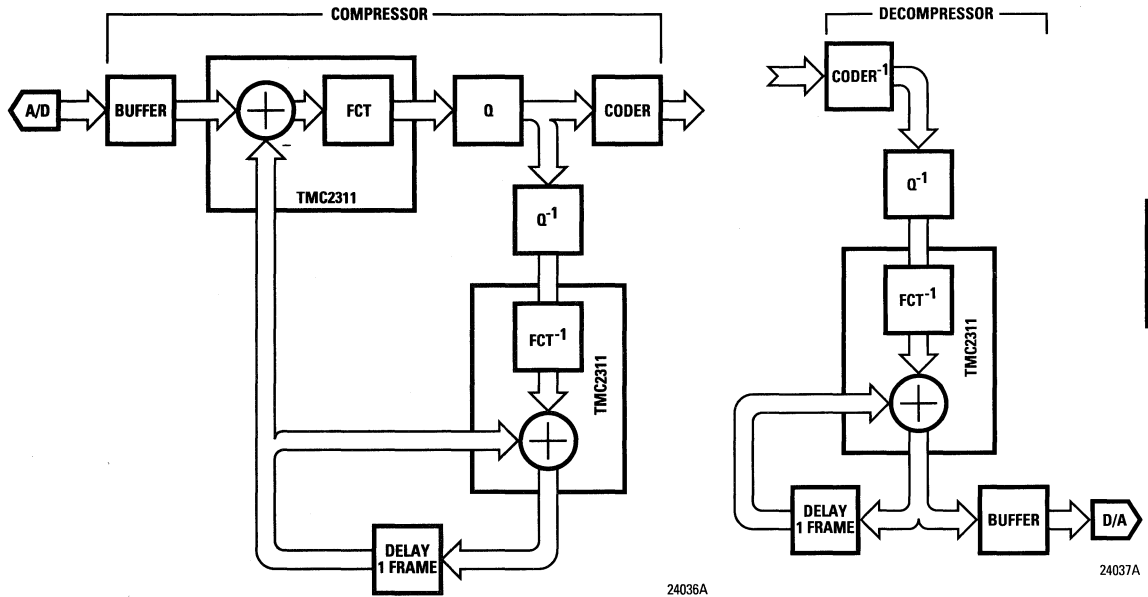 COMPRESSOR
A/D
BUFFER
FCT
Q
CODER
–
TMC2311
Q-1
FCT-1
TMC2311
DELAY
1 FRAME
24036A
DECOMPRESSOR
CODER-1
Q-1
FCT-1
TMC2311
DELAY
1 FRAME
BUFFER
D/A
24037A